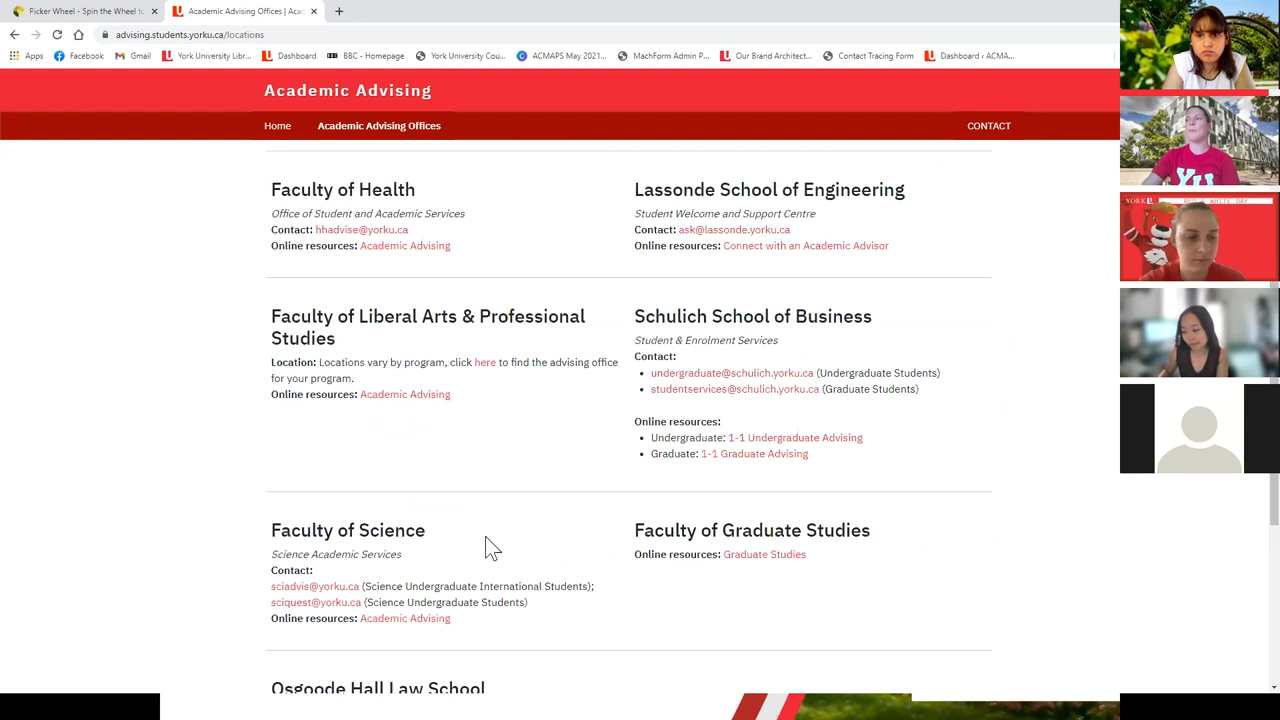 Picker Wheel - Spin the Wheel to
Academic Advising Offices | Aca
advising.students.yorku.ca/locations
Apps
Facebook
Gmail
York University Libr...
Dashboard
BBC - Homepage
York University Cou...
ACMAPS May 2021...
MachForm Admin P...
Our Brand Architect...
Contact Tracing Form
Dashboard ‹ ACMA...
Academic Advising
Home
Academic Advising Offices
CONTACT
Faculty of Health
Office of Student and Academic Services
Contact: hhadvise@yorku.ca
Online resources: Academic Advising
Lassonde School of Engineering
Student Welcome and Support Centre
Contact: ask@lassonde.yorku.ca
Online resources: Connect with an Academic Advisor
Faculty of Liberal Arts & Professional
Studies
Location: Locations vary by program, click here to find the advising office
for your program.
Online resources: Academic Advising
Schulich School of Business
Student & Enrolment Services
Contact:
• undergraduate@schulich.yorku.ca (Undergraduate Students)
• studentservices@schulich.yorku.ca (Graduate Students)
Online resources:
• Undergraduate: 1-1 Undergraduate Advising
• Graduate: 1-1 Graduate Advising
Faculty of Science
Science Academic Services
Contact:
sciadvis@yorku.ca (Science Undergraduate International Students);
sciquest@yorku.ca (Science Undergraduate Students)
Online resources: Academic Advising
Faculty of Graduate Studies
Online resources: Graduate Studies
Osgoode Hall Law School
YU
YORK U
RED & WHITE DAY